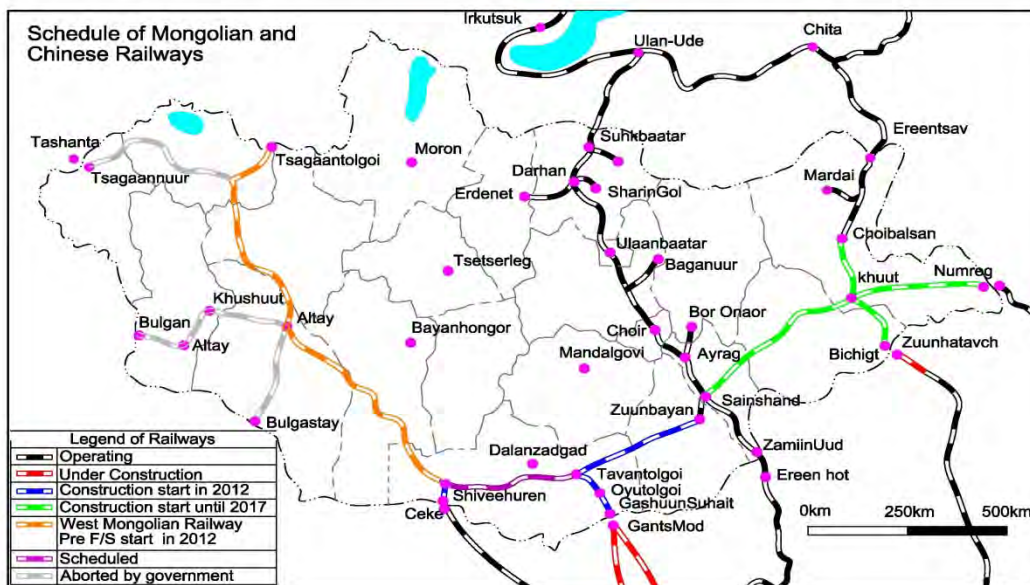 Schedule of Mongolian and
Chinese Railways
Irkutsuk
Ulan-Ude
Chita
Tashanta
Tsagaannuur
Tsagaantolgoi
Moron
Suhkbaatar
Darhan
Erdenet
SharinGol
Ereentsav
Mardai
Choibalsan
Tsetserleg
Ulaanbaatar
Baganuur
khuut
Numreg
Khushuut
Bulgan
Altay
Altay
Bayanhongor
Choir
Bor Onaor
Mandalgovi
Ayrag
Bichigt
Zuunhatavch
Bulgastay
Zuunbayan
Sainshand
Dalanzadgad
Tavantolgoi
ZamiinUud
Ereen hot
Shiveehuren
Oyutolgoi
GashuunSuhait
Ceke
GantsMod
0km
250km
500km
Legend of Railways
Operating
Under Construction
Construction start in 2012
Construction start until 2017
West Mongolian Railway
Pre F/S start in 2012
Scheduled
Aborted by government